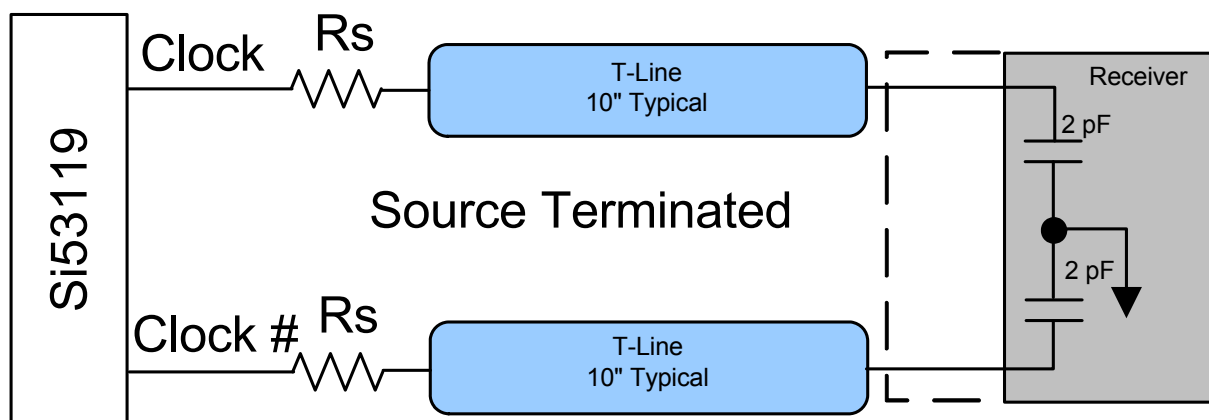 Si53119
Clock
Rs
T-Line
10" Typical
Receiver
2 pF
Source Terminated
2 pF
Clock #
Rs
T-Line
10" Typical